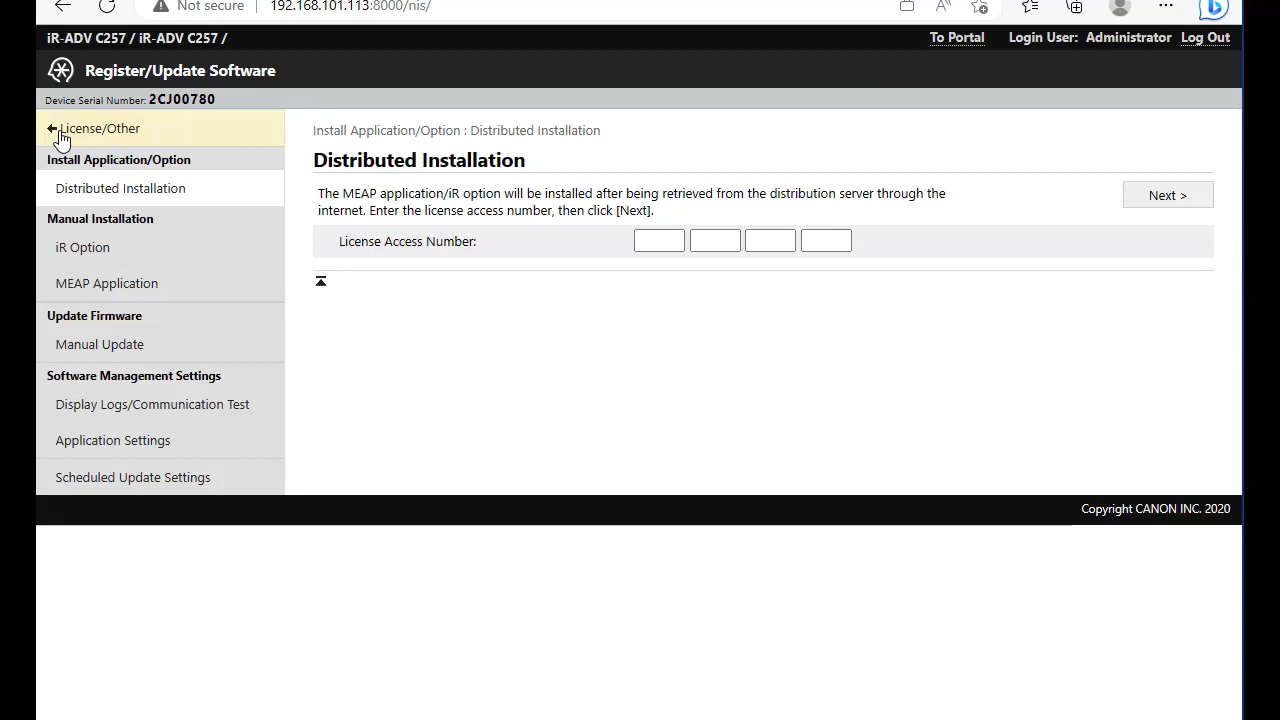 Not secure 192.168.101.113:8000/nis/
iR-ADV C257 / iR-ADV C257 /
To Portal Login User: Administrator Log Out
Register/Update Software
Device Serial Number: 2CJ00780
License/Other
Install Application/Option
Distributed Installation
Manual Installation
iR Option
MEAP Application
Update Firmware
Manual Update
Software Management Settings
Display Logs/Communication Test
Application Settings
Scheduled Update Settings
Install Application/Option : Distributed Installation
Distributed Installation
The MEAP application/iR option will be installed after being retrieved from the distribution server through the
internet. Enter the license access number, then click [Next].
Next >
License Access Number:
Copyright CANON INC. 2020